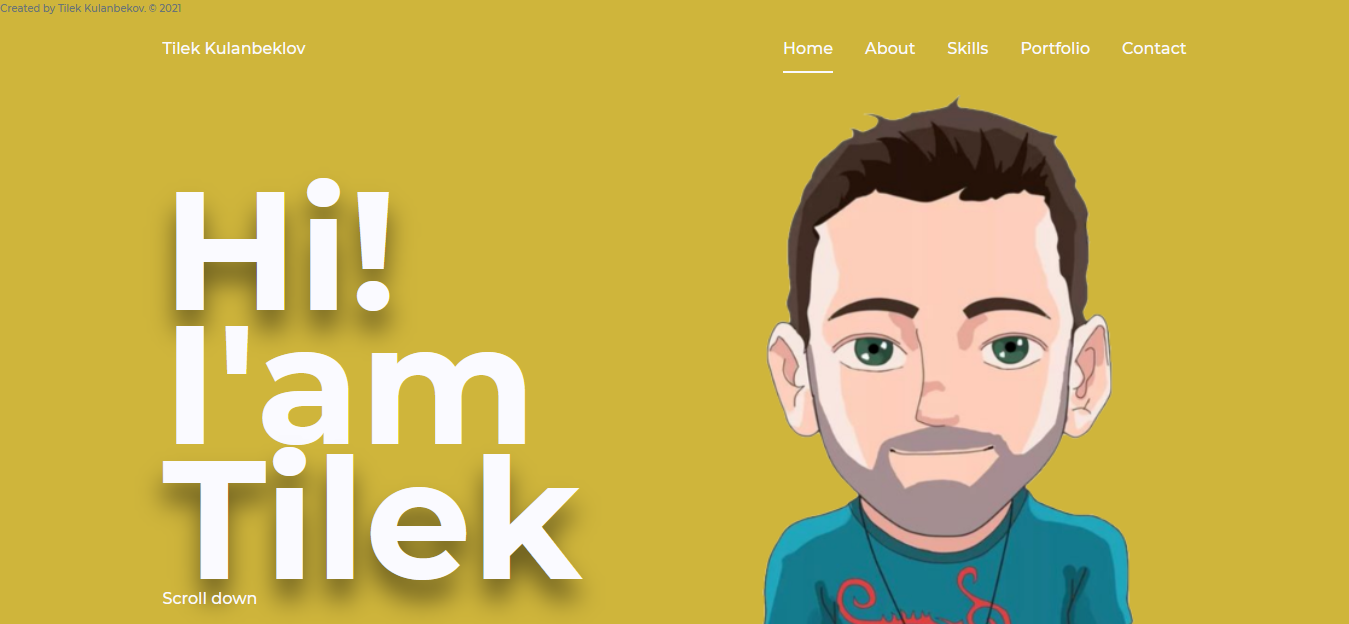 Created by Tilek Kulanbekov. © 2021
Tilek Kulanbeklov
Home About Skills Portfolio Contact
Hi!
I'am
Tilek
Scroll down